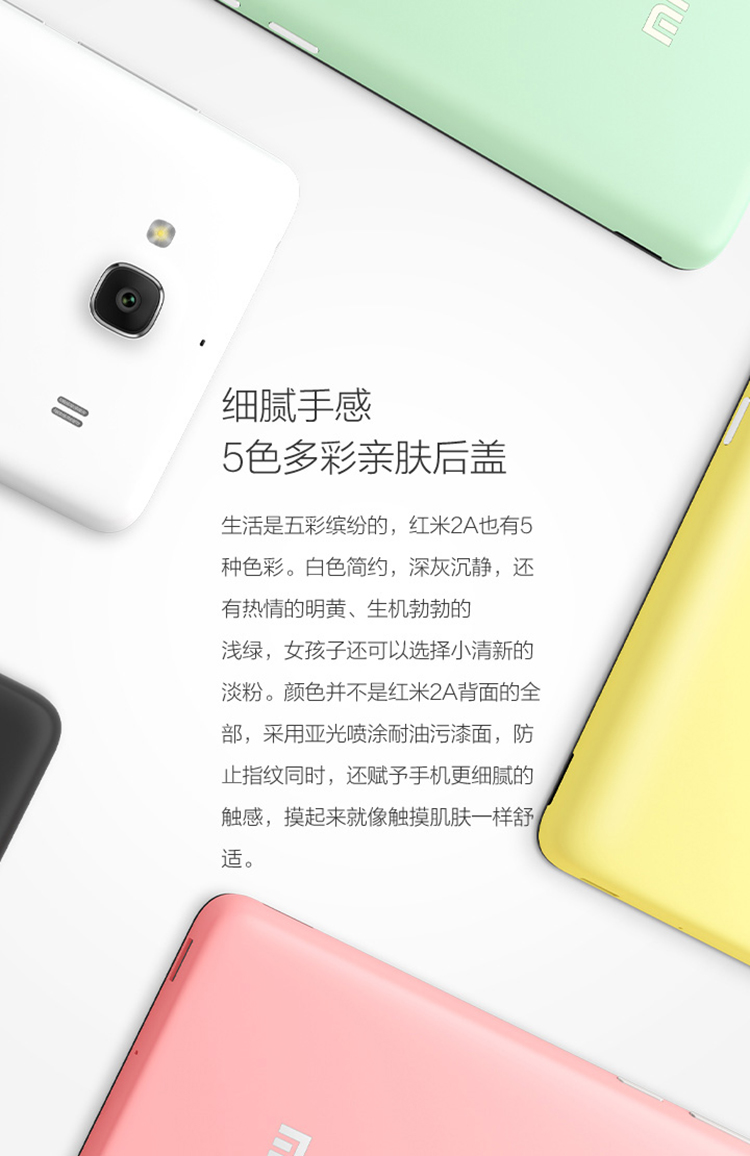 细腻手感
5色多彩亲肤后盖
生活是五彩缤纷的，红米2A也有5
种色彩。白色简约，深灰沉静，还
有热情的明黄、生机勃勃的
浅绿，女孩子还可以选择小清新的
淡粉。颜色并不是红米2A背面的全
部，采用亚光喷涂耐油污漆面，防
止指纹同时，还赋予手机更细腻的
触感，摸起来就像触摸肌肤一样舒
适。